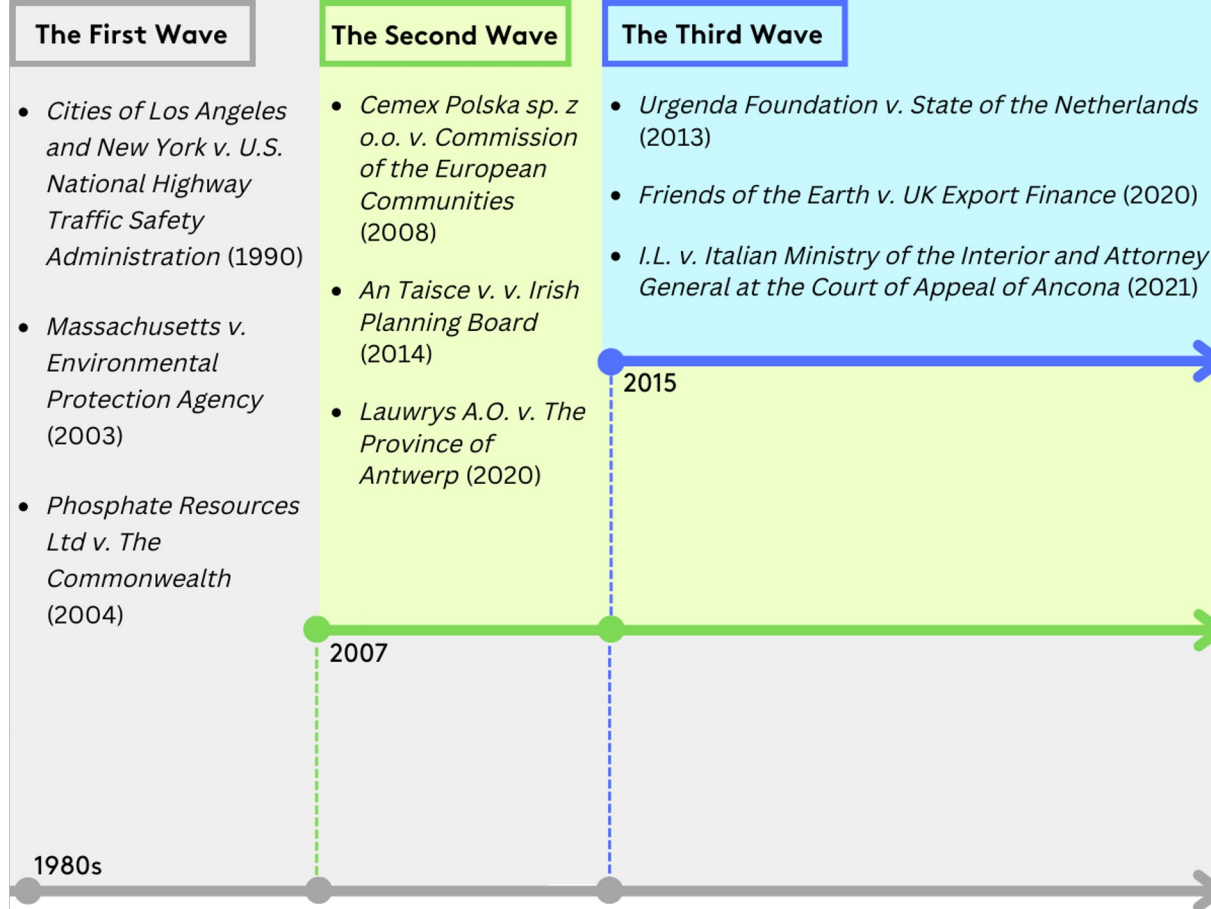 The First Wave
• Cities of Los Angeles
and New York v. U.S.
National Highway
Traffic Safety
Administration (1990)
• Massachusetts v.
Environmental
Protection Agency
(2003)
• Phosphate Resources
Ltd v. The
Commonwealth
(2004)
1980s
The Second Wave
• Cemex Polska sp. z
o.o. v. Commission
of the European
Communities
(2008)
• An Taisce v. v. Irish
Planning Board
(2014)
• Lauwrys A.O. v. The
Province of
Antwerp (2020)
2007
The Third Wave
• Urgenda Foundation v. State of the Netherlands
(2013)
• Friends of the Earth v. UK Export Finance (2020)
• I.L. v. Italian Ministry of the Interior and Attorney
General at the Court of Appeal of Ancona (2021)
2015